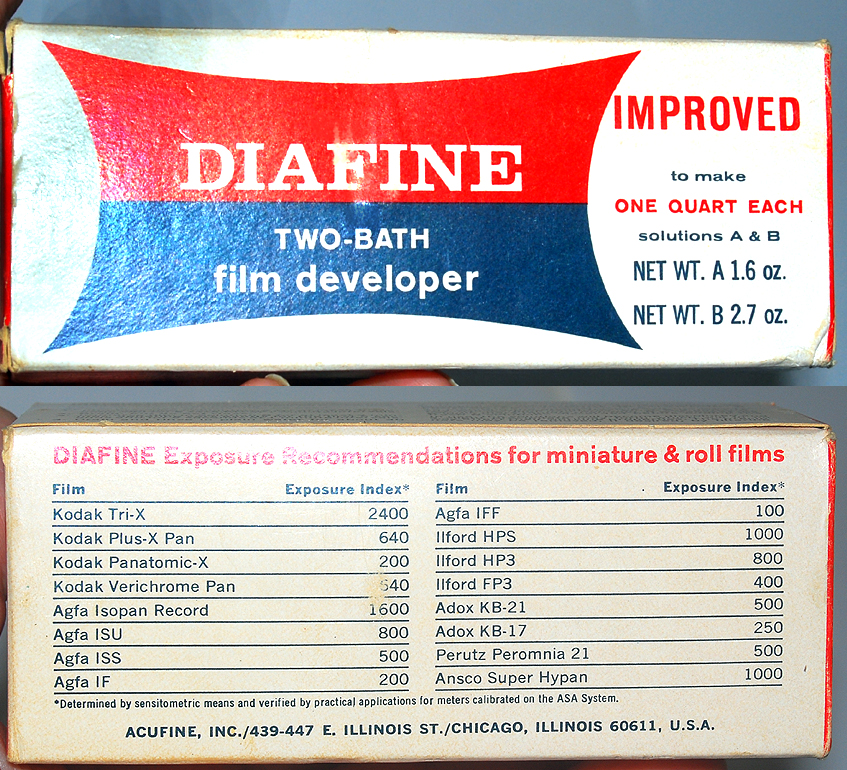 DIAFINE
TWO-BATH
film developer
IMPROVED
to make
ONE QUART EACH
solutions A & B
NET WT. A 1.6 oz.
NET WT. B 2.7 oz.
DIAFINE Exposure Recommendations for miniature & roll films
Film Exposure Index*
Kodak Tri-X 2400
Kodak Plus-X Pan 640
Kodak Panatomic-X 200
Kodak Verichrome Pan 640
Agfa Isopan Record 1600
Agfa ISU 800
Agfa ISS 500
Agfa IF 200
Film Exposure Index*
Agfa IFF 100
Ilford HPS 1000
Ilford HP3 800
Ilford FP3 400
Adox KB-21 500
Adox KB-17 250
Perutz Peromnia 21 500
Ansco Super Hypan 1000
*Determined by sensitometric means and verified by practical applications for meters calibrated on the ASA System.
ACUFINE, INC./439-447 E. ILLINOIS ST./CHICAGO, ILLINOIS 60611, U.S.A.